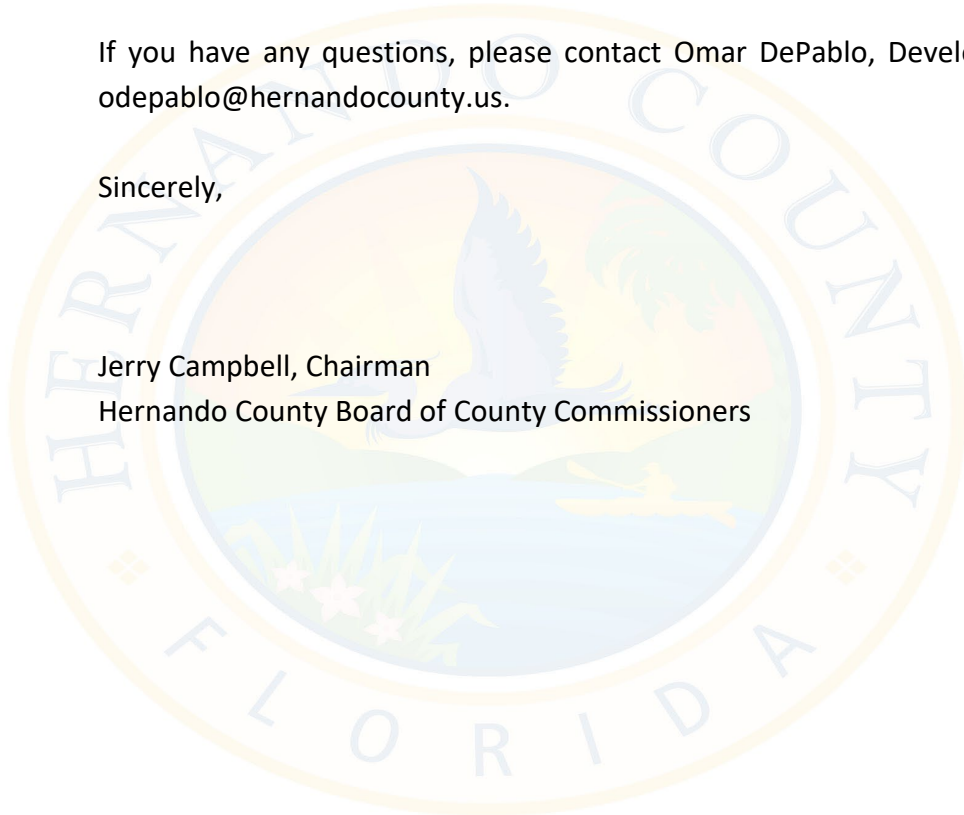 If you have any questions, please contact Omar DePablo,
odepablo@hernandocounty.us.
Sincerely,
Jerry Campbell, Chairman
Hernando County Board of County Commissioners
HERNANDO COUNTY
FLORIDA